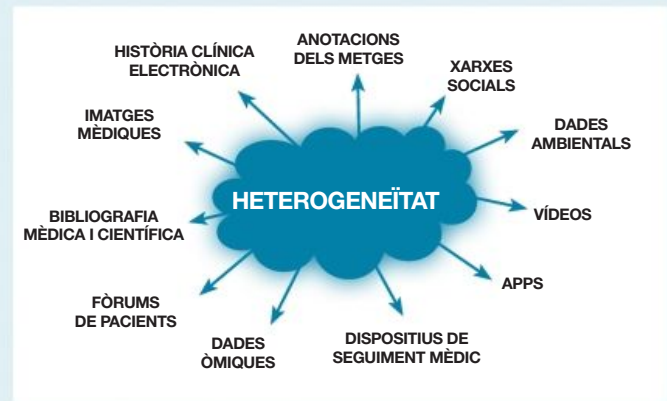 HISTÒRIA CLÍNICA
ELECTRÒNICA
ANOTACIONS
DELS METGES
XARXES
SOCIALS
IMATGES
MÈDIQUES
DADES
AMBIENTALS
HETEROGENEÏTAT
BIBLIOGRAFIA
MÈDICA I CIENTÍFICA
VÍDEOS
FÒRUMS
DE PACIENTS
APPS
DADES
ÒMIQUES
DISPOSITIUS DE
SEGUIMENT MÈDIC